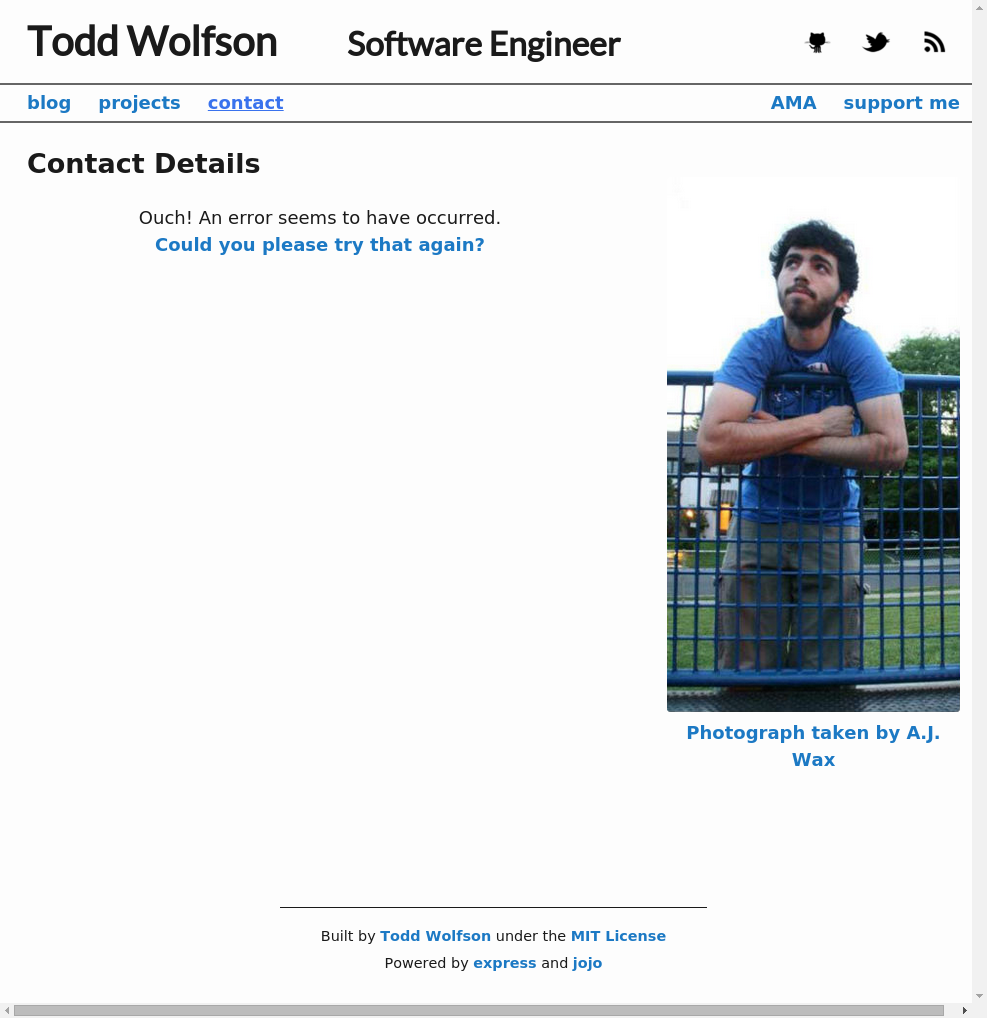 Todd Wolfson
Software Engineer
blog projects contact AMA support me
Contact Details
Ouch! An error seems to have occurred.
Could you please try that again?
Photograph taken by A.J.
Wax
Built by Todd Wolfson under the MIT License
Powered by express and jojo